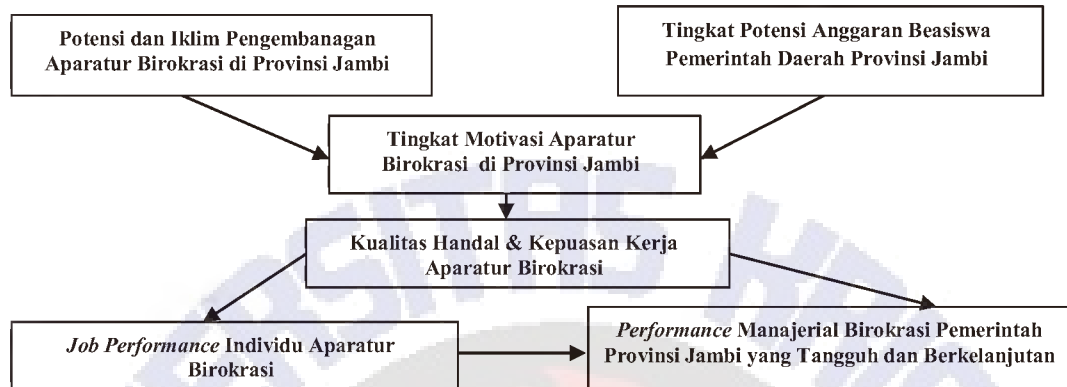 Potensi dan Iklim Pengembanagan
Aparatur Birokrasi di Provinsi Jambi
Tingkat Potensi Anggaran Beasiswa
Pemerintah Daerah Provinsi Jambi
Tingkat Motivasi Aparatur
Birokrasi di Provinsi Jambi
Kualitas Handal & Kepuasan Kerja
Aparatur Birokrasi
Job Performance Individu Aparatur
Birokrasi
Performance Manajerial Birokrasi Pemerintah
Provinsi Jambi yang Tangguh dan Berkelanjutan